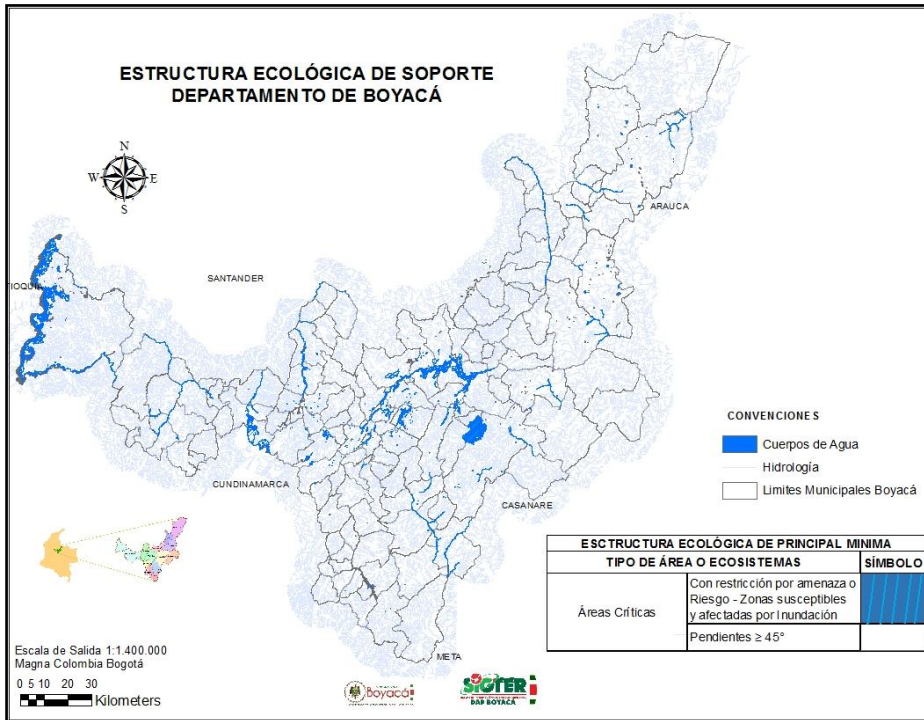 ESTRUCTURA ECOLÓGICA DE SOPORTE
DEPARTAMENTO DE BOYACÁ
N
W E
S
ARAUCA
SANTANDER
TIOQUI
CUNDINAMARCA
CASANARE
META
CONVENCIONES
Cuerpos de Agua
Hidrología
Limites Municipales Boyacá
ESCTRUCTURA ECOLÓGICA DE PRINCIPAL MINIMA
TIPO DE ÁREA O ECOSISTEMAS SÍMBOLO
Áreas Críticas
Con restricción por amenaza o
Riesgo - Zonas susceptibles
y afectadas por Inundación
Pendientes ≥ 45°
Escala de Salida 1:1.400.000
Magna Colombia Bogotá
0 5 10 20 30
Kilometers
Boyacá
SIGTER
DAP BOYACÁ